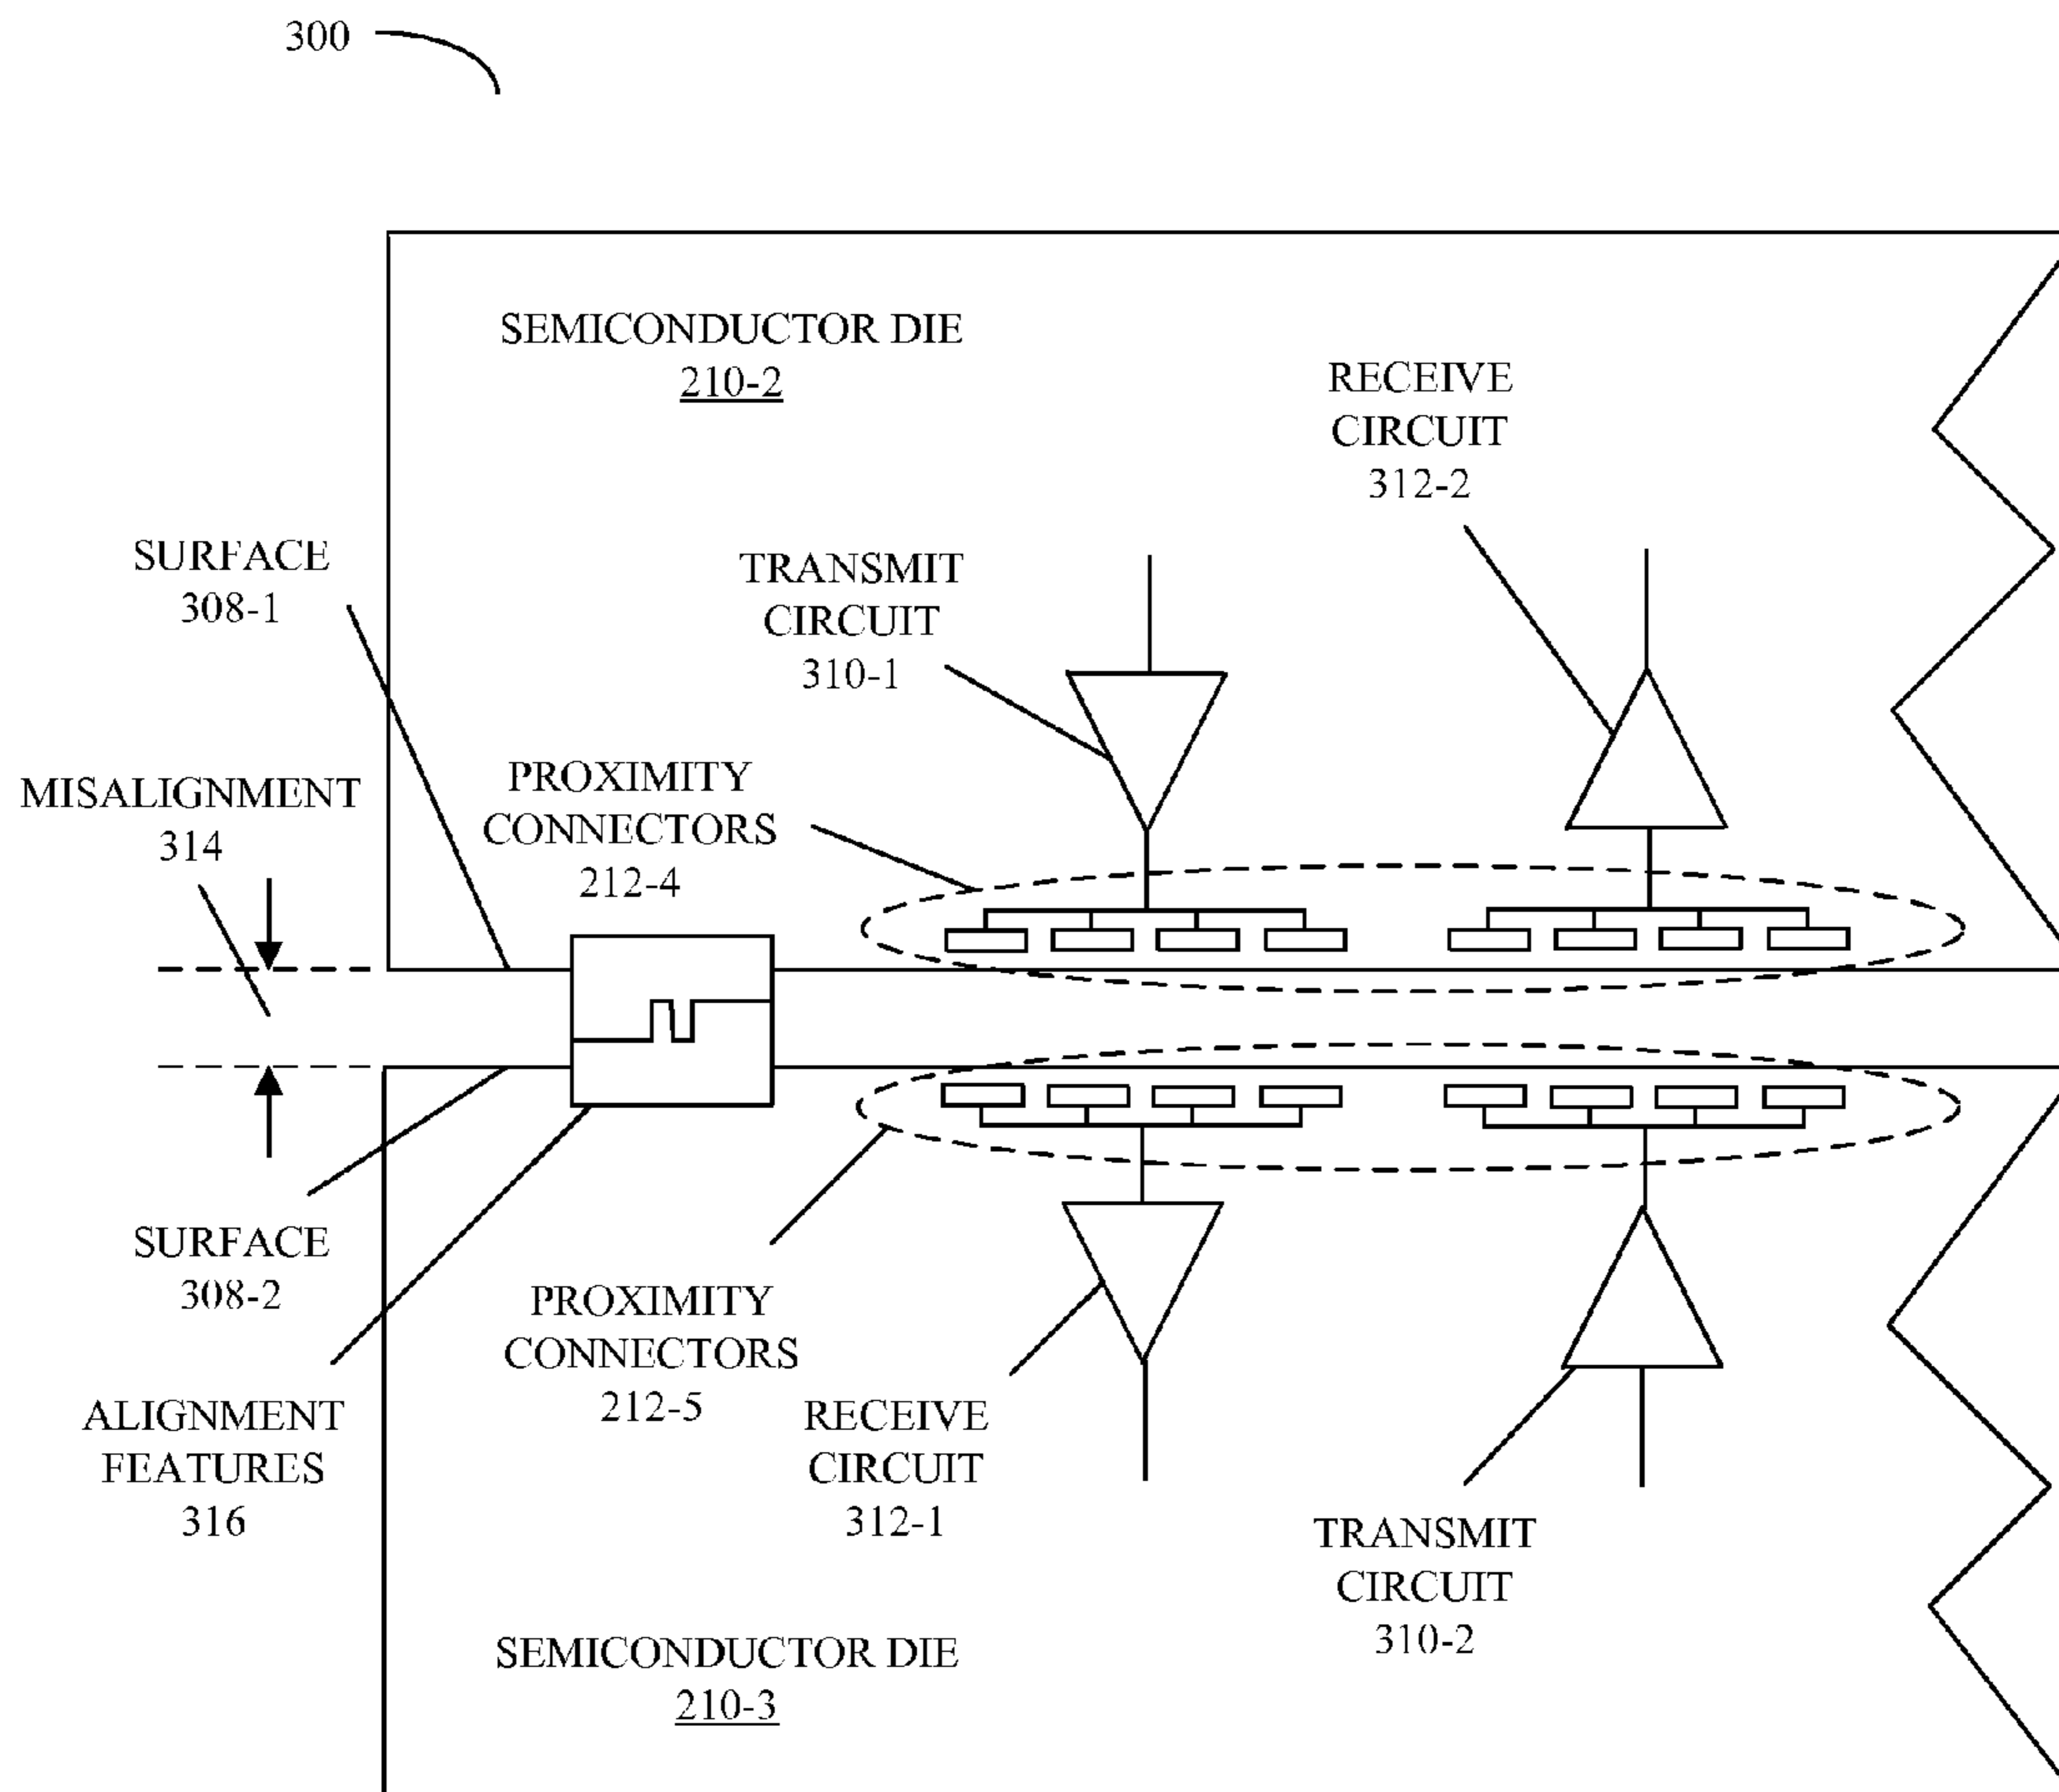 300
SEMICONDUCTOR DIE
210-2
RECEIVE
CIRCUIT
312-2
SURFACE
308-1
TRANSMIT
CIRCUIT
310-1
MISALIGNMENT
314
PROXIMITY
CONNECTORS
212-4
SURFACE
308-2
PROXIMITY
CONNECTORS
212-5
ALIGNMENT
FEATURES
316
RECEIVE
CIRCUIT
312-1
TRANSMIT
CIRCUIT
310-2
SEMICONDUCTOR DIE
210-3